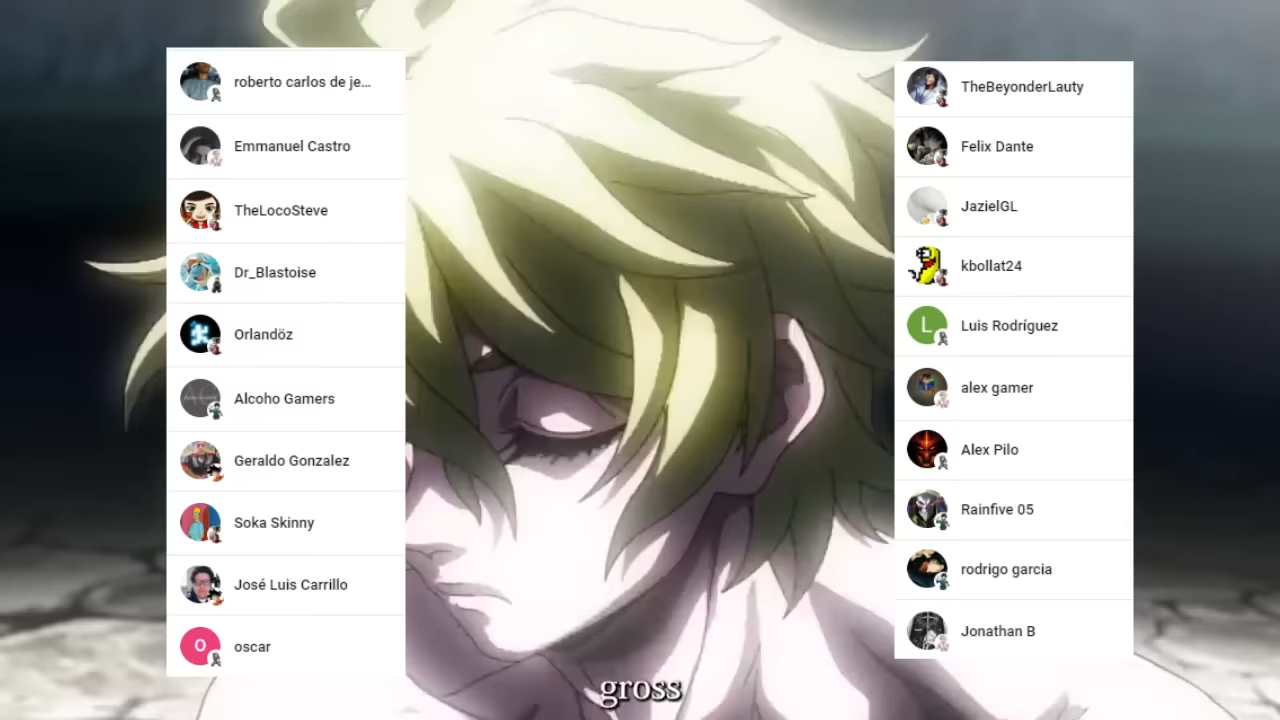 roberto carlos de je...
Emmanuel Castro
TheLocoSteve
Dr_Blastoise
Orlandöz
Alcoho Gamers
Geraldo Gonzalez
Soka Skinny
José Luis Carrillo
O
oscar
TheBeyonderLauty
Felix Dante
JazielGL
kbollat24
L
Luis Rodríguez
alex gamer
Alex Pilo
Rainfive 05
rodrigo garcia
Jonathan B
gross